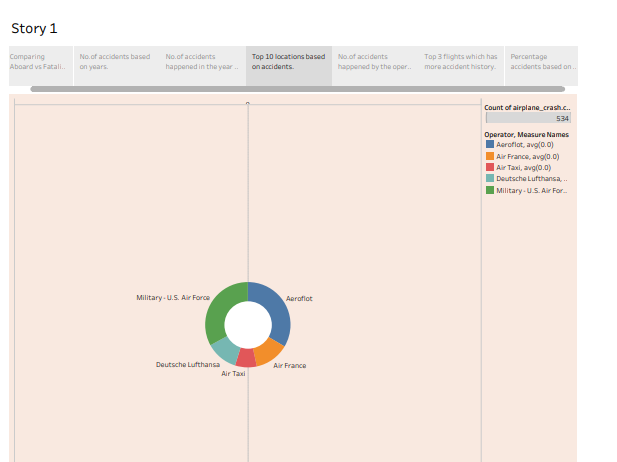 Story 1
Comparing
Aboard vs Fatali..
No.of accidents based
on years.
No.of accidents
happened in the year ..
Top 10 locations based
on accidents.
No.of accidents
happened by the oper..
Top 3 flights which has
more accident history.
Percentage
accidents based on..
Count of airplane_crash.c..
534
Operator, Measure Names
Aeroflot, avg(0.0)
Air France, avg(0.0)
Air Taxi, avg(0.0)
Deutsche Lufthansa, ..
Military - U.S. Air For..
Military - U.S. Air Force
Aeroflot
Deutsche Lufthansa
Air France
Air Taxi